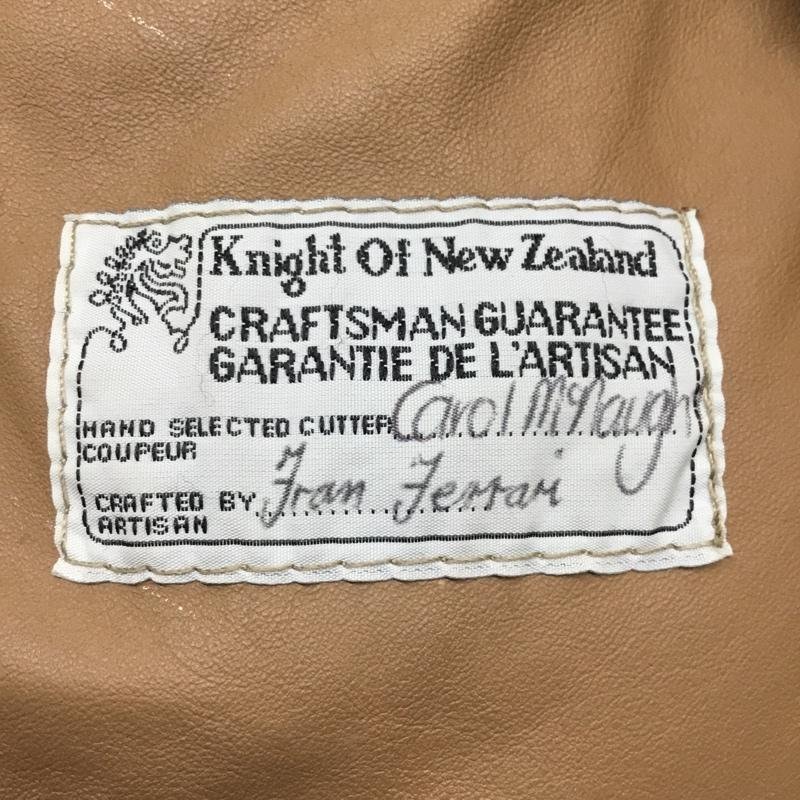 Knight Of New Zealand
CRAFTSMAN GUARANTEE
GARANTIE DE L'ARTISAN
HAND SELECTED CUTTER Carol McNaugh
COUPEUR
CRAFTED BY Fran Ferrari
ARTISAN